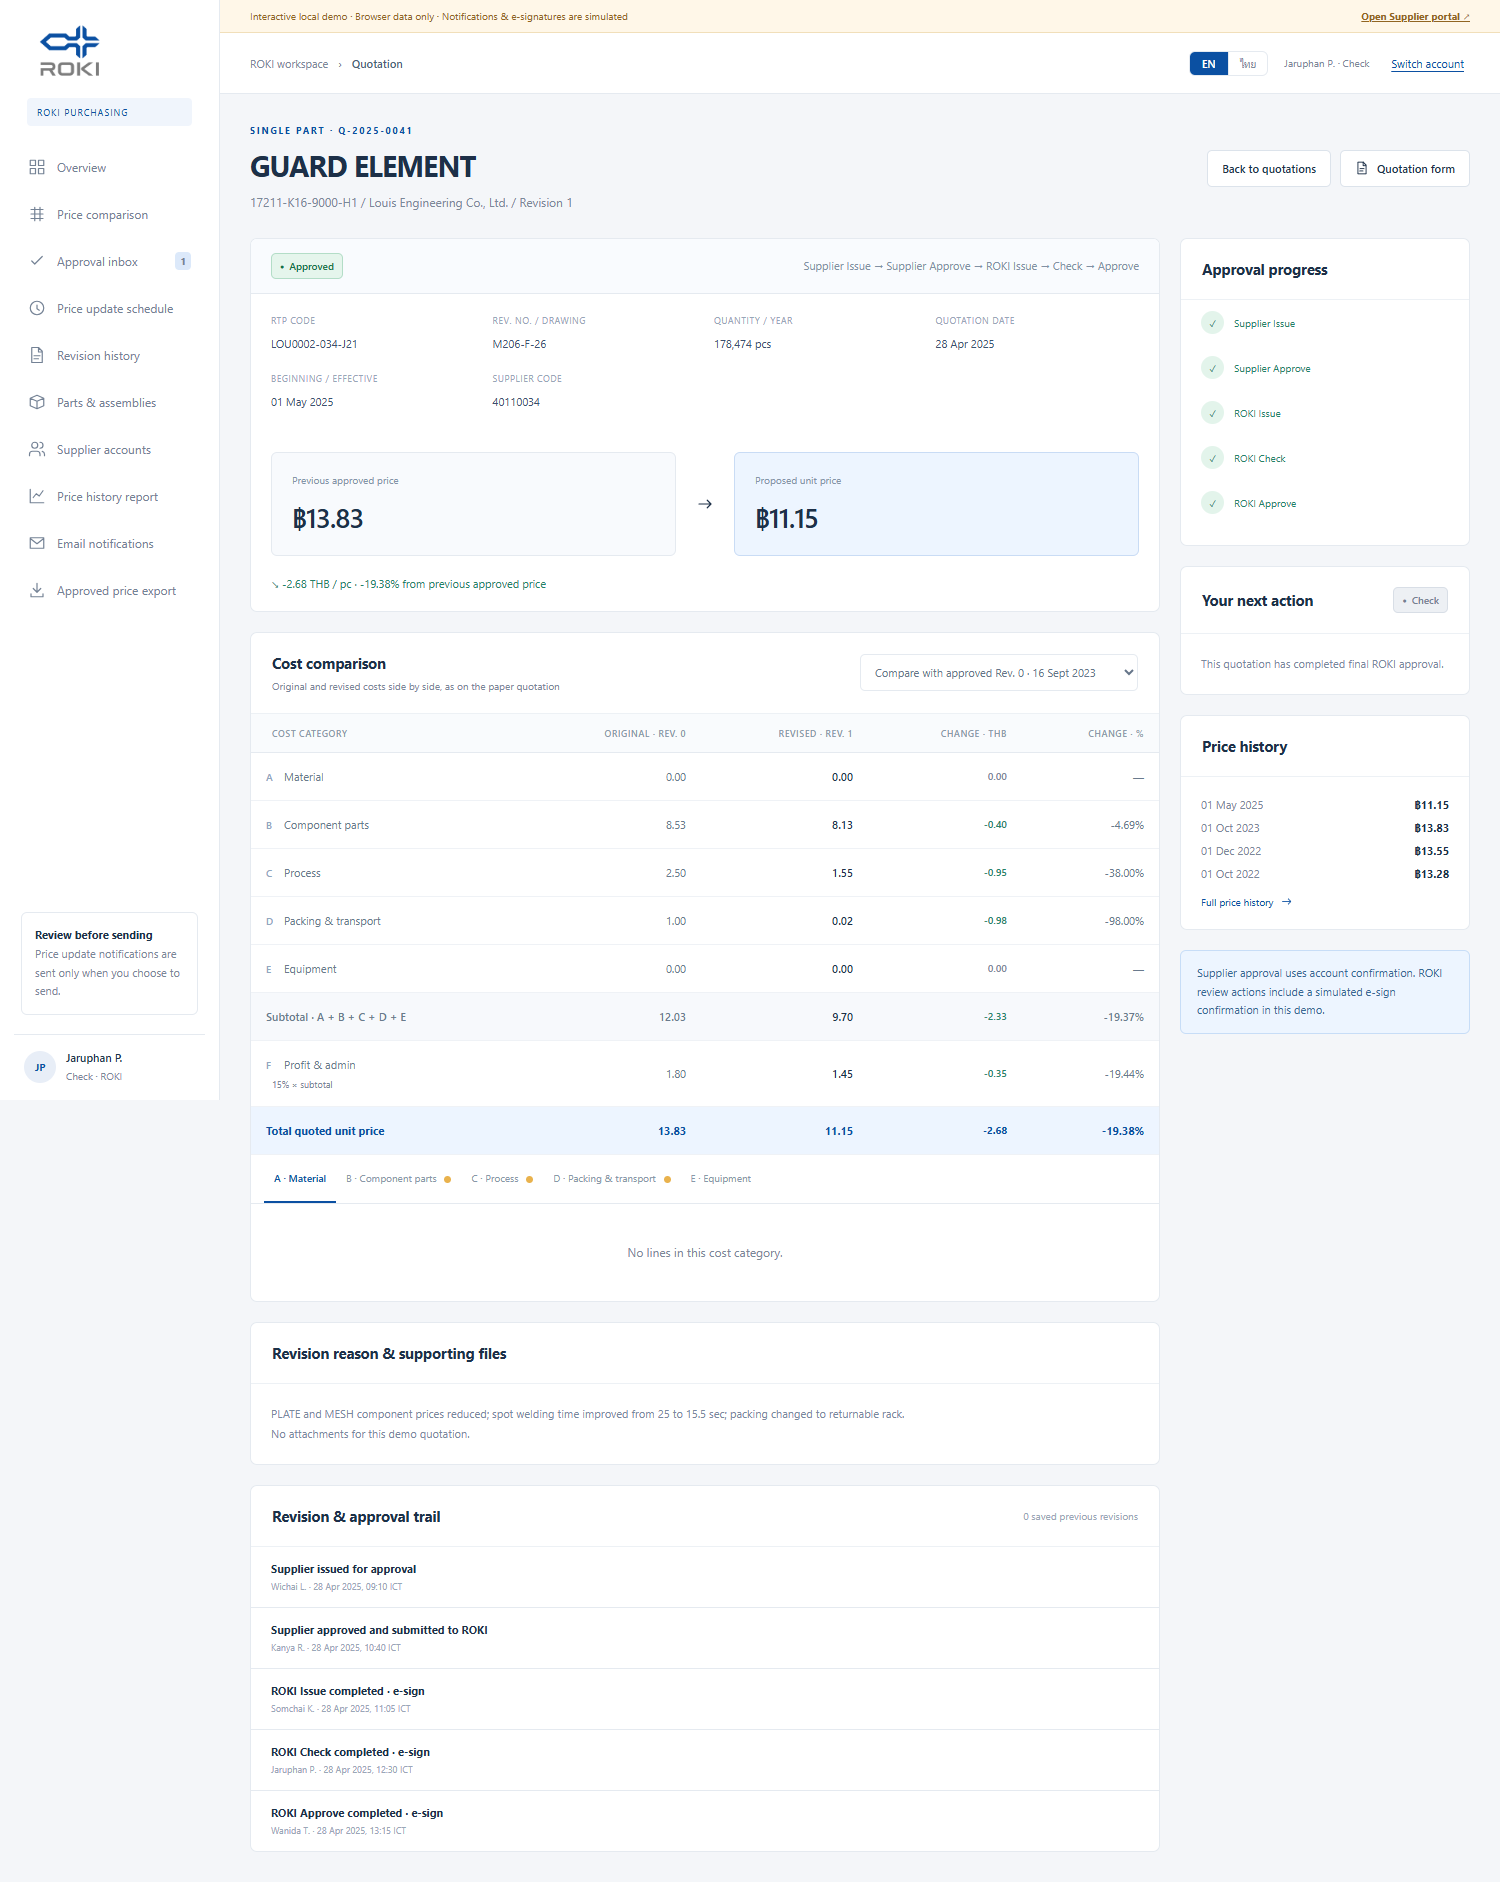 Interactive local demo · Browser data only · Notifications & e-signatures are simulated
Open Supplier portal ↗
ROKI
ROKI PURCHASING
Overview
Price comparison
Approval inbox 1
Price update schedule
Revision history
Parts & assemblies
Supplier accounts
Price history report
Email notifications
Approved price export
Review before sending
Price update notifications are
sent only when you choose to
send.
JP
Jaruphan P.
Check · ROKI
ROKI workspace › Quotation
EN ไทย Jaruphan P. · Check Switch account
SINGLE PART · Q-2025-0041
GUARD ELEMENT
17211-K16-9000-H1 / Louis Engineering Co., Ltd. / Revision 1
Back to quotations
Quotation form
• Approved
Supplier Issue → Supplier Approve → ROKI Issue → Check → Approve
RTP CODE REV. NO. / DRAWING QUANTITY / YEAR QUOTATION DATE
LOU0002-034-J21 M206-F-26 178,474 pcs 28 Apr 2025
BEGINNING / EFFECTIVE SUPPLIER CODE
01 May 2025 40110034
Previous approved price
฿13.83
→
Proposed unit price
฿11.15
↘ -2.68 THB / pc · -19.38% from previous approved price
Cost comparison
Original and revised costs side by side, as on the paper quotation
Compare with approved Rev. 0 · 16 Sept 2023
COST CATEGORY ORIGINAL · REV. 0 REVISED · REV. 1 CHANGE · THB CHANGE · %
A Material 0.00 0.00 0.00 —
B Component parts 8.53 8.13 -0.40 -4.69%
C Process 2.50 1.55 -0.95 -38.00%
D Packing & transport 1.00 0.02 -0.98 -98.00%
E Equipment 0.00 0.00 0.00 —
Subtotal · A + B + C + D + E 12.03 9.70 -2.33 -19.37%
F Profit & admin 1.80 1.45 -0.35 -19.44%
15% × subtotal
Total quoted unit price 13.83 11.15 -2.68 -19.38%
A · Material B · Component parts C · Process D · Packing & transport E · Equipment
No lines in this cost category.
Revision reason & supporting files
PLATE and MESH component prices reduced; spot welding time improved from 25 to 15.5 sec; packing changed to returnable rack.
No attachments for this demo quotation.
Revision & approval trail
0 saved previous revisions
Supplier issued for approval
Wichai L. · 28 Apr 2025, 09:10 ICT
Supplier approved and submitted to ROKI
Kanya R. · 28 Apr 2025, 10:40 ICT
ROKI Issue completed · e-sign
Somchai K. · 28 Apr 2025, 11:05 ICT
ROKI Check completed · e-sign
Jaruphan P. · 28 Apr 2025, 12:30 ICT
ROKI Approve completed · e-sign
Wanida T. · 28 Apr 2025, 13:15 ICT
Approval progress
✓ Supplier Issue
✓ Supplier Approve
✓ ROKI Issue
✓ ROKI Check
✓ ROKI Approve
Your next action
• Check
This quotation has completed final ROKI approval.
Price history
01 May 2025 ฿11.15
01 Oct 2023 ฿13.83
01 Dec 2022 ฿13.55
01 Oct 2022 ฿13.28
Full price history →
Supplier approval uses account confirmation. ROKI
review actions include a simulated e-sign
confirmation in this demo.